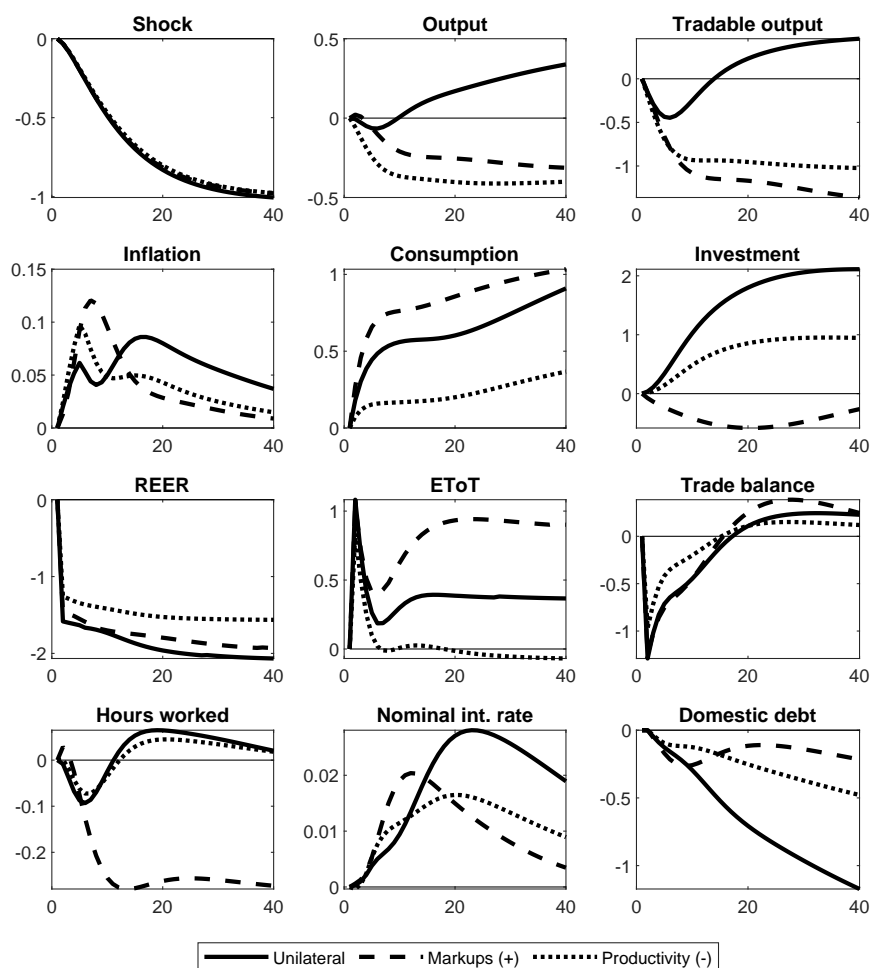 Shock
Output
Tradable output
0
-0.5
-1
0 20 40
0.5
0
-0.5
0 20 40
0
-0.5
-1
0 20 40
Inflation
Consumption
Investment
0.15
0.1
0.05
0
0 20 40
1
0.5
0
0 20 40
2
1
0
0 20 40
REER
EToT
Trade balance
0
-1
-2
0 20 40
1
0.5
0
0 20 40
0
-0.5
-1
0 20 40
Hours worked
Nominal int. rate
Domestic debt
0
-0.1
-0.2
0 20 40
0.02
0.01
0
0 20 40
0
-0.5
-1
0 20 40
Unilateral Markups (+) Productivity (-)